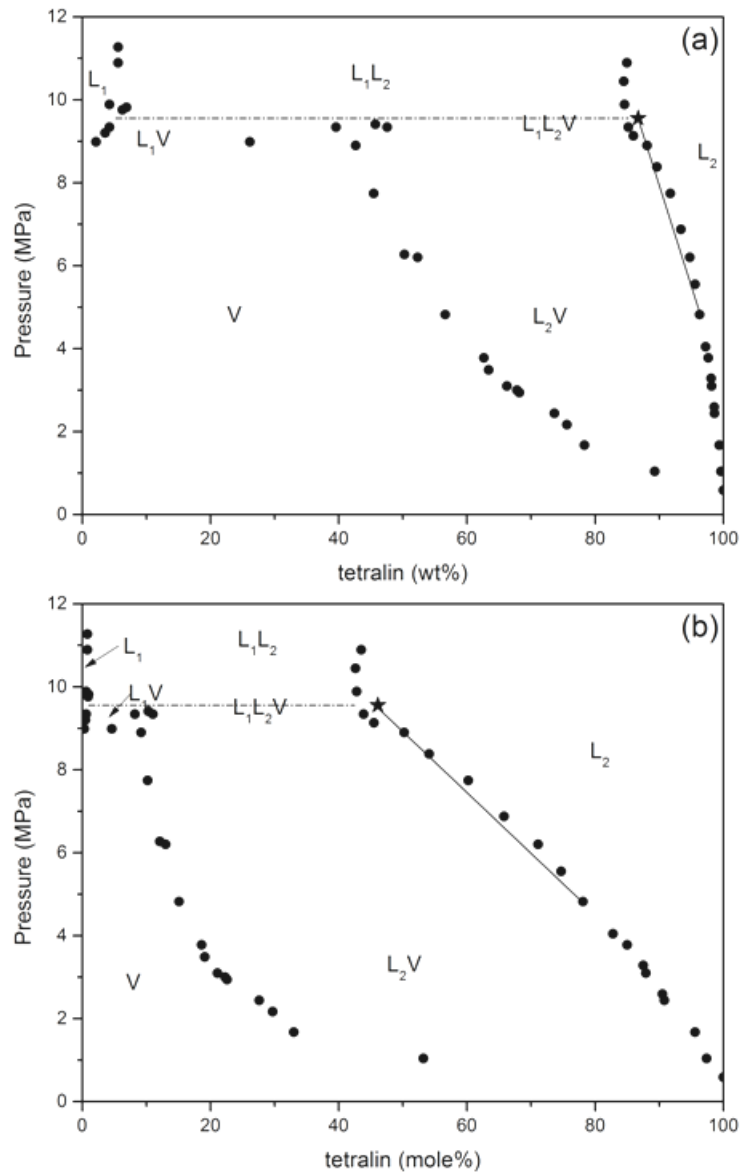 (a)
12
10
8
6
4
2
0
Pressure (MPa)
L₁
L₁L₂
L₁V
L₁L₂V
L₂
V
L₂V
0 20 40 60 80 100
tetralin (wt%)
(b)
12
10
8
6
4
2
0
Pressure (MPa)
L₁
L₁L₂
L₁V
L₁L₂V
L₂
V
L₂V
0 20 40 60 80 100
tetralin (mole%)